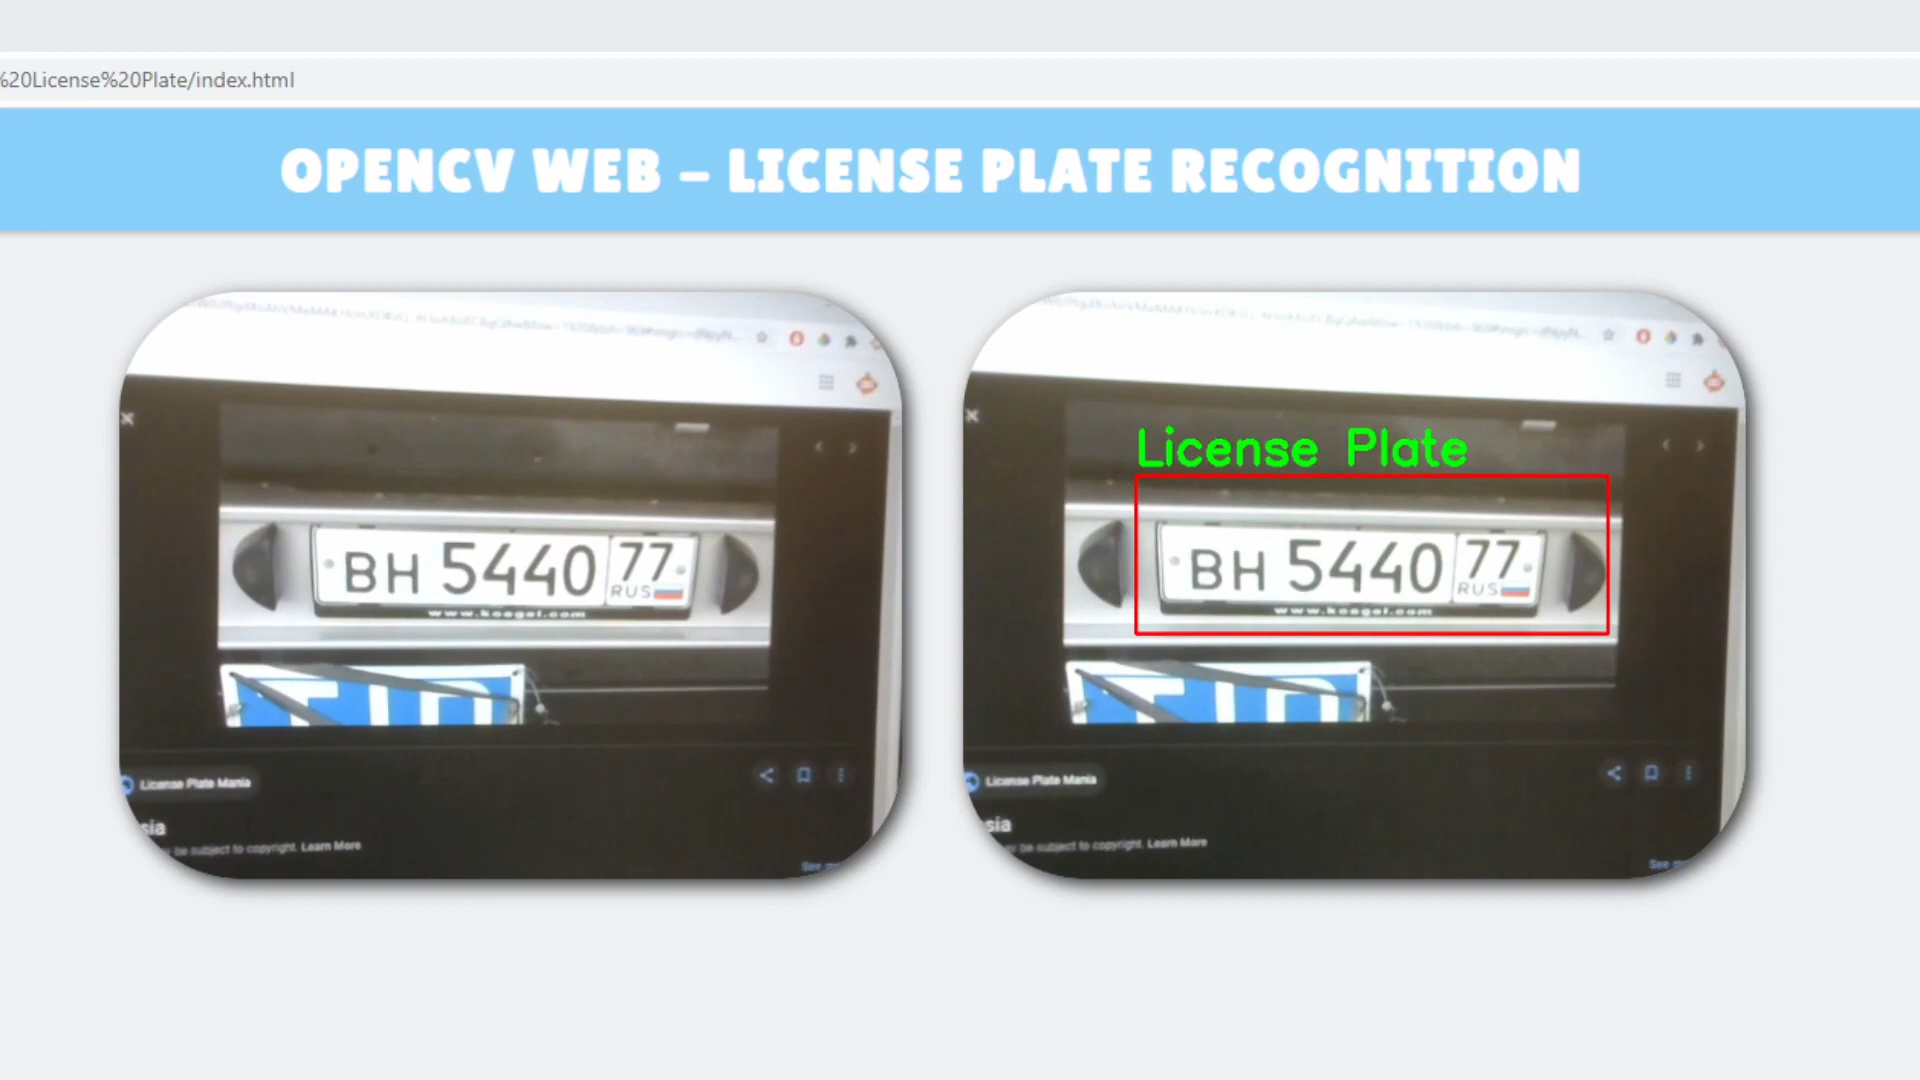 %20License%20Plate/index.html
OPENCV WEB – LICENSE PLATE RECOGNITION
BH 5440 77
RUS
www.koegel.com
License Plate Mania
sia
be subject to copyright. Learn More
See
License Plate
BH 5440 77
RUS
www.koegel.com
License Plate Mania
sia
be subject to copyright. Learn More
See